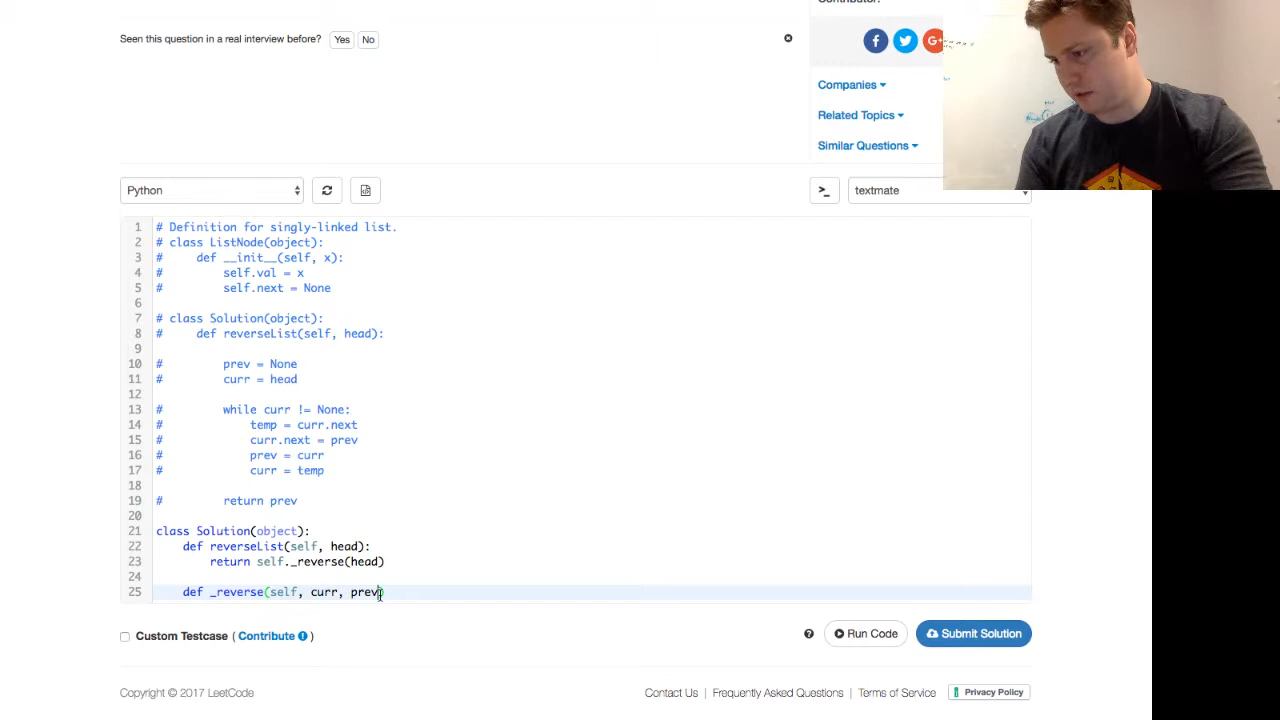 Contributor:
Seen this question in a real interview before? Yes No
Companies
Related Topics
Similar Questions
Python
textmate
1 # Definition for singly-linked list.
2 # class ListNode(object):
3 #     def __init__(self, x):
4 #         self.val = x
5 #         self.next = None
6
7 # class Solution(object):
8 #     def reverseList(self, head):
9
10 #         prev = None
11 #         curr = head
12
13 #         while curr != None:
14 #             temp = curr.next
15 #             curr.next = prev
16 #             prev = curr
17 #             curr = temp
18
19 #         return prev
20
21 class Solution(object):
22     def reverseList(self, head):
23         return self._reverse(head)
24
25     def _reverse(self, curr, prev)
Custom Testcase ( Contribute )
Run Code
Submit Solution
Copyright © 2017 LeetCode
Contact Us | Frequently Asked Questions | Terms of Service | Privacy Policy